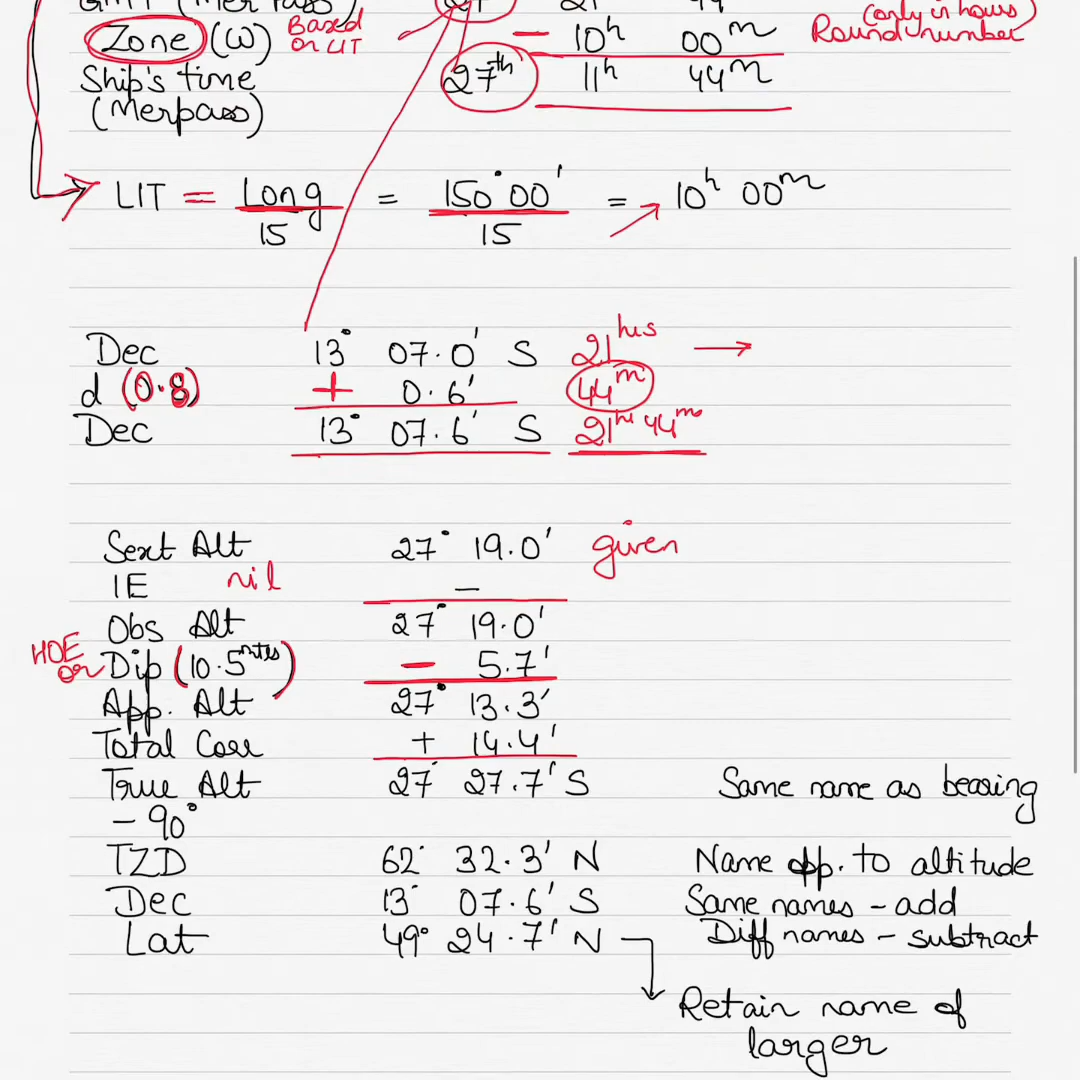 Zone (W) Based on LIT — 10h 00m (only in hours) Round number
Ship's time 27th 11h 44m
(Merpass)
LIT = Long / 15 = 150° 00' / 15 = 10h 00m
Dec 13° 07.0' S 21hrs →
d (0.8) + 0.6' 44m
Dec 13° 07.6' S 21hrs 44m
Sext Alt 27° 19.0' given
IE nil —
Obs Alt 27° 19.0'
HOE or Dip (10.5mtrs) — 5.7'
App. Alt 27° 13.3'
Total Corr + 14.4'
True Alt 27° 27.7' S Same name as bearing
- 90°
TZD 62° 32.3' N Name opp. to altitude
Dec 13° 07.6' S Same names - add
Lat 49° 24.7' N Diff names - subtract
Retain name of
larger